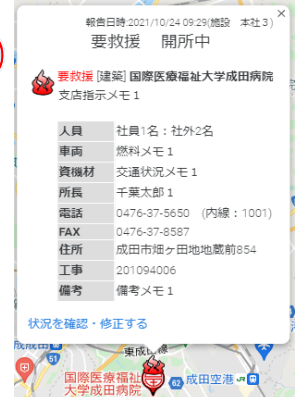 報告日時:2021/10/24 09:29(施設 本社3)
×
要救援 開所中
要救援 [建築] 国際医療福祉大学成田病院
支店指示メモ1
人員 社員1名:社外2名
車両 燃料メモ1
資機材 交通状況メモ1
所長 千葉太郎1
電話 0476-37-5650 (内線:1001)
FAX 0476-37-8587
住所 成田市畑ヶ田地地蔵前854
工事 201094006
備考 備考メモ1
状況を確認・修正する
51
国際医療福祉
大学成田病院
62
成田空港